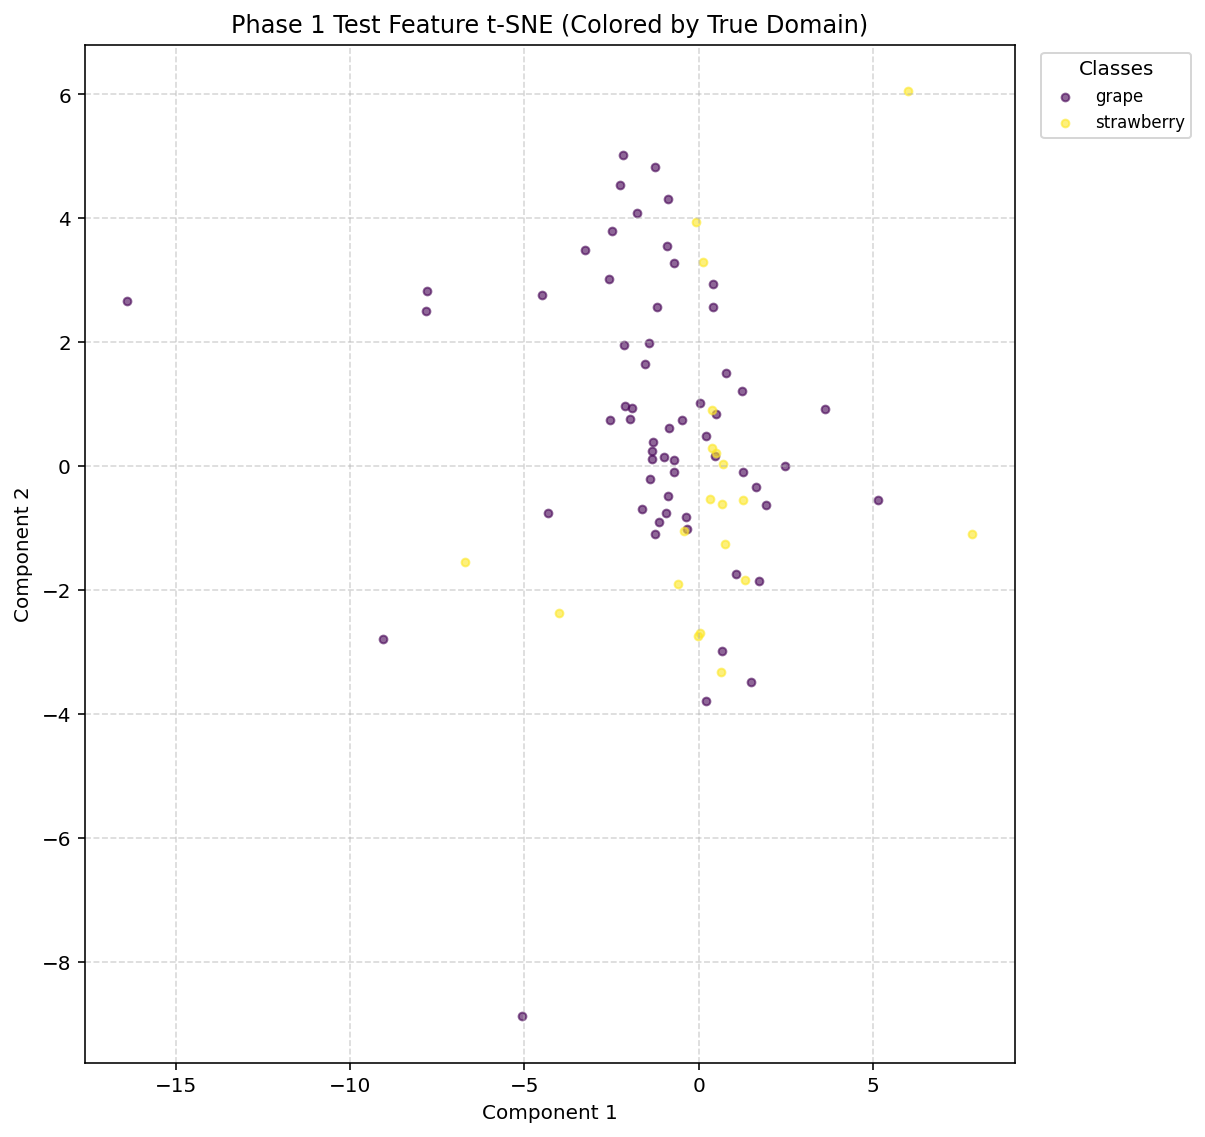 Phase 1 Test Feature t-SNE (Colored by True Domain)
Classes
grape
strawberry
6
4
2
0
−2
−4
−6
−8
Component 2
−15
−10
−5
0
5
Component 1